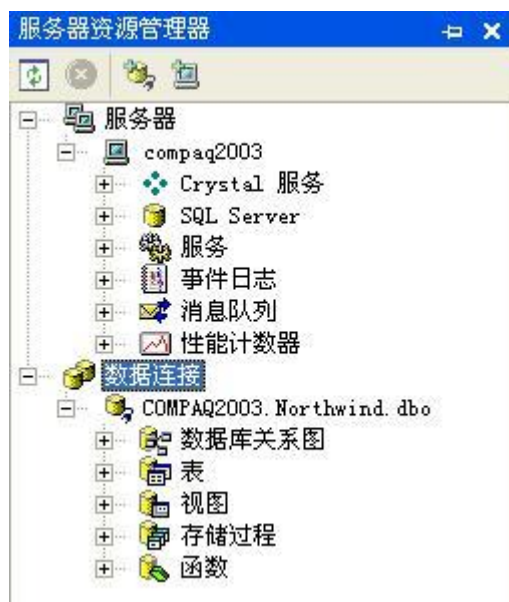 服务器资源管理器
服务器
compaq2003
Crystal 服务
SQL Server
服务
事件日志
消息队列
性能计数器
数据连接
COMPAQ2003.Northwind.dbo
数据库关系图
表
视图
存储过程
函数